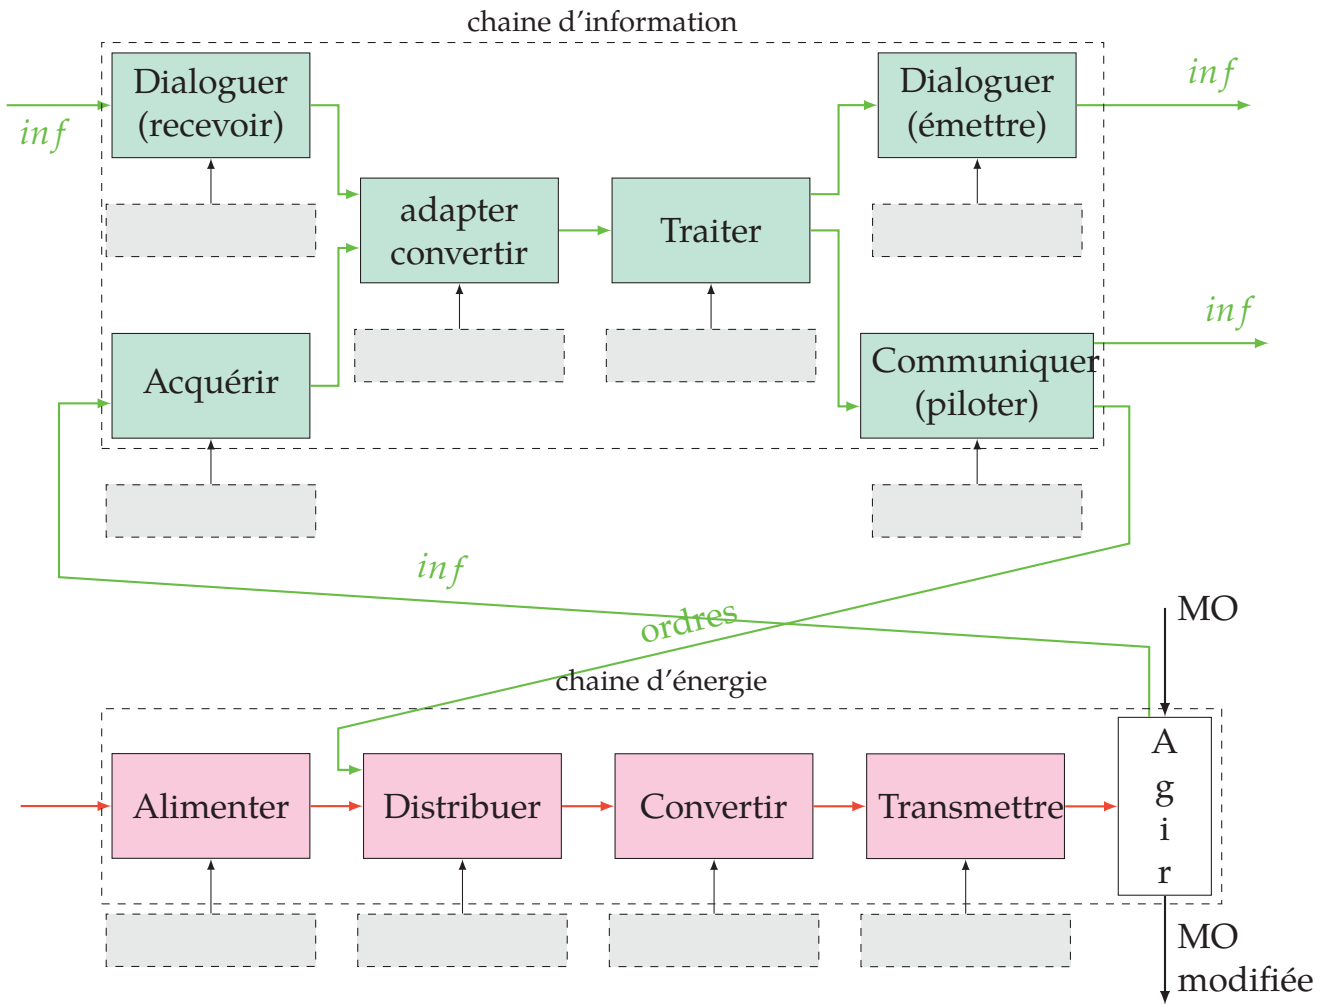 chaine d'information
Dialoguer
(recevoir)
Dialoguer
(émettre)
inf
inf
adapter
convertir
Traiter
Acquérir
Communiquer
(piloter)
inf
inf
ordres
MO
chaine d'énergie
Alimenter
Distribuer
Convertir
Transmettre
A
g
i
r
MO
modifiée